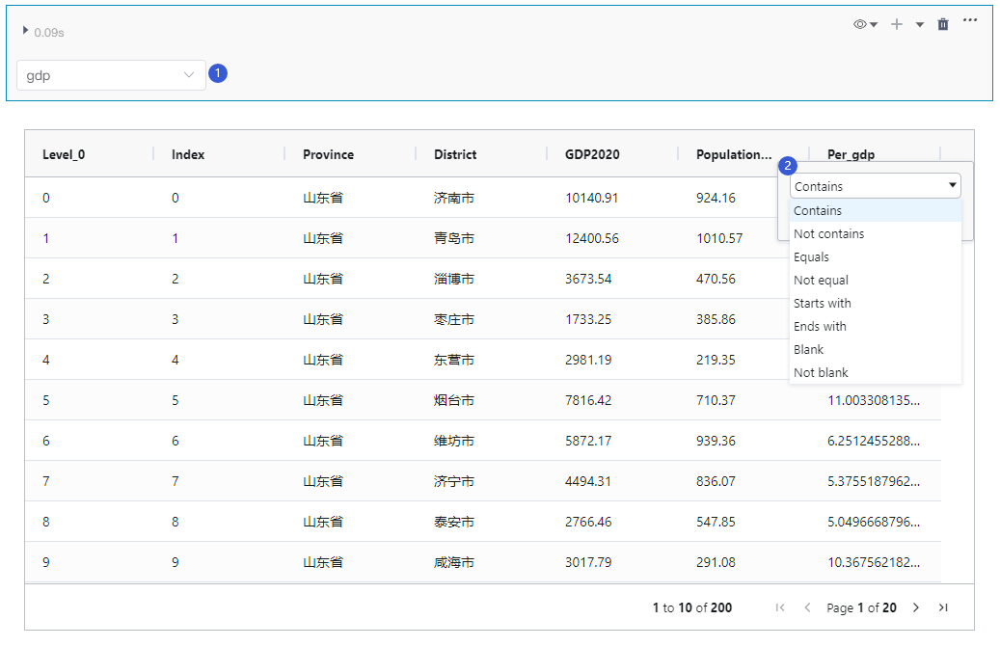 0.09s
gdp
1
Level_0 Index Province District GDP2020 Population... Per_gdp
2
Contains
Contains
Not contains
Equals
Not equal
Starts with
Ends with
Blank
Not blank
0 0 山东省 济南市 10140.91 924.16
1 1 山东省 青岛市 12400.56 1010.57
2 2 山东省 淄博市 3673.54 470.56
3 3 山东省 枣庄市 1733.25 385.86
4 4 山东省 东营市 2981.19 219.35
5 5 山东省 烟台市 7816.42 710.37 11.003308135...
6 6 山东省 维坊市 5872.17 939.36 6.2512455288...
7 7 山东省 济宁市 4494.31 836.07 5.3755187962...
8 8 山东省 泰安市 2766.46 547.85 5.0496668796...
9 9 山东省 咸海市 3017.79 291.08 10.367562182...
1 to 10 of 200 Page 1 of 20